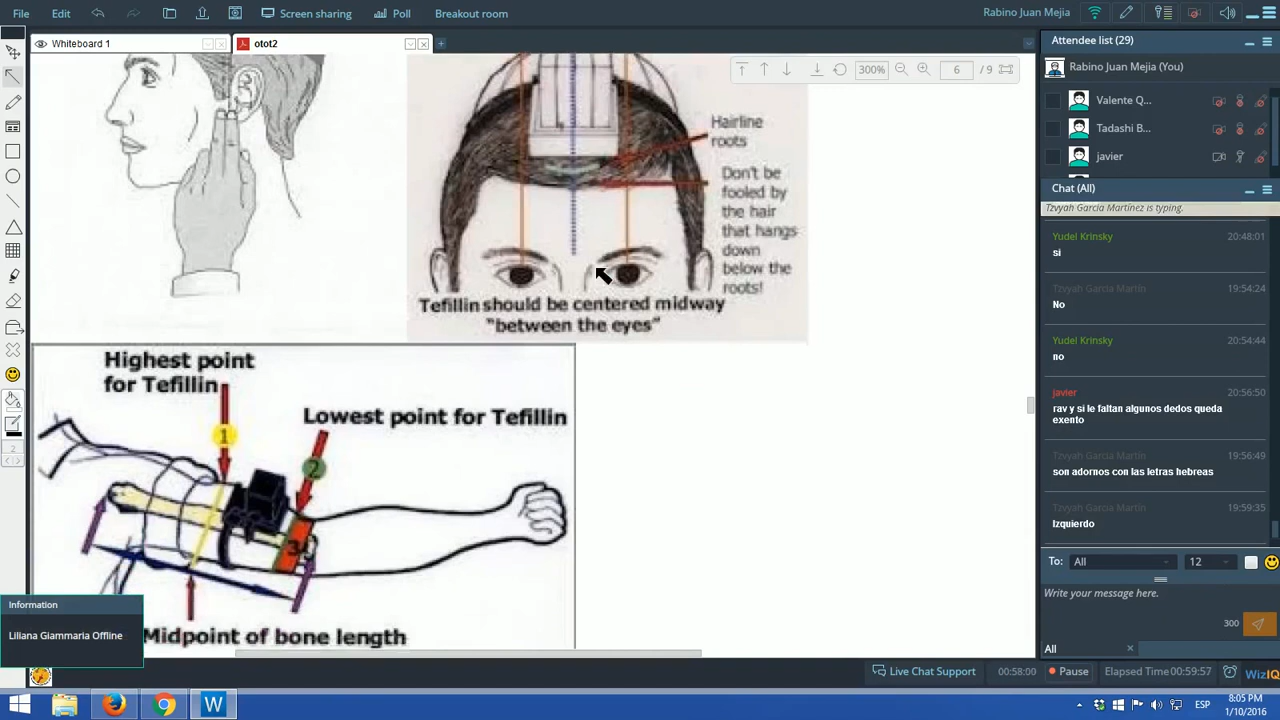 File
Edit
Screen sharing
Poll
Breakout room
Rabino Juan Mejia
Whiteboard 1
otot2
300%
6
/ 9
Hairline
roots
Don't be
fooled by
the hair
that hangs
down
below the
roots!
Tefillin should be centered midway
"between the eyes"
Highest point
for Tefillin
Lowest point for Tefillin
1
2
3
Midpoint of bone length
Information
Liliana Giammaria Offline
Attendee list (29)
Rabino Juan Mejia (You)
Valente Q...
Tadashi B...
javier
Chat (All)
Tzvyah Garcia Martínez is typing.
Yudel Krinsky
20:48:01
si
Tzvyah Garcia Martín
19:54:24
No
Yudel Krinsky
20:54:44
no
javier
20:56:50
rav y si le faltan algunos dedos queda
exento
Tzvyah Garcia Martín
19:56:49
son adornos con las letras hebreas
Tzvyah Garcia Martín
19:59:35
Izquierdo
To:
All
12
Write your message here.
300
All
2
Live Chat Support
00:58:00
Pause
Elapsed Time
00:59:57
WizIQ
ESP
8:05 PM
1/10/2016